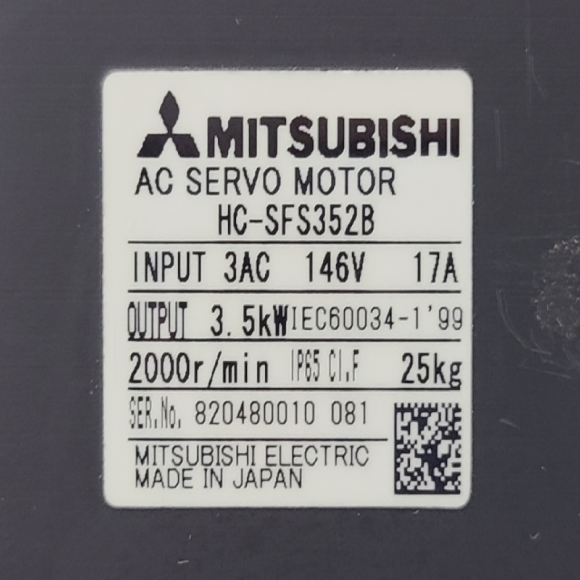 MITSUBISHI
AC SERVO MOTOR
HC-SFS352B
INPUT 3AC 146V 17A
OUTPUT 3.5kW IEC60034-1'99
2000r/min IP65 Cl.F 25kg
SER.No. 820480010 081
MITSUBISHI ELECTRIC
MADE IN JAPAN